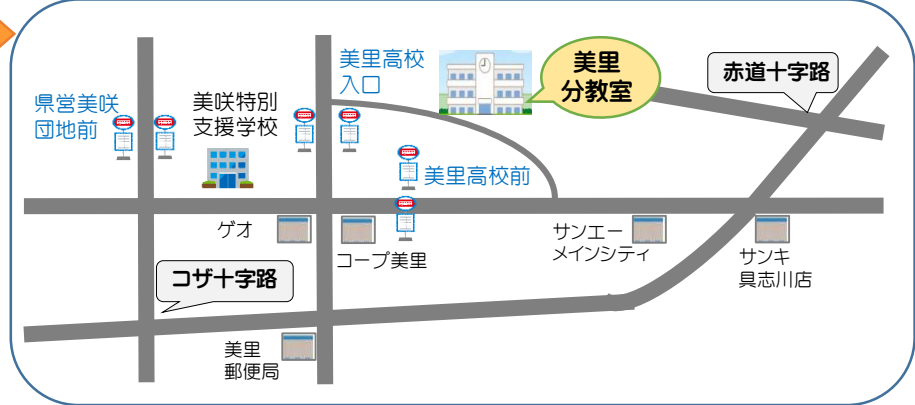 美里高校
入口
美里
分教室
赤道十字路
県営美咲
団地前
美咲特別
支援学校
美里高校前
ゲオ
コープ美里
サンエー
メインシティ
サンキ
具志川店
コザ十字路
美里
郵便局